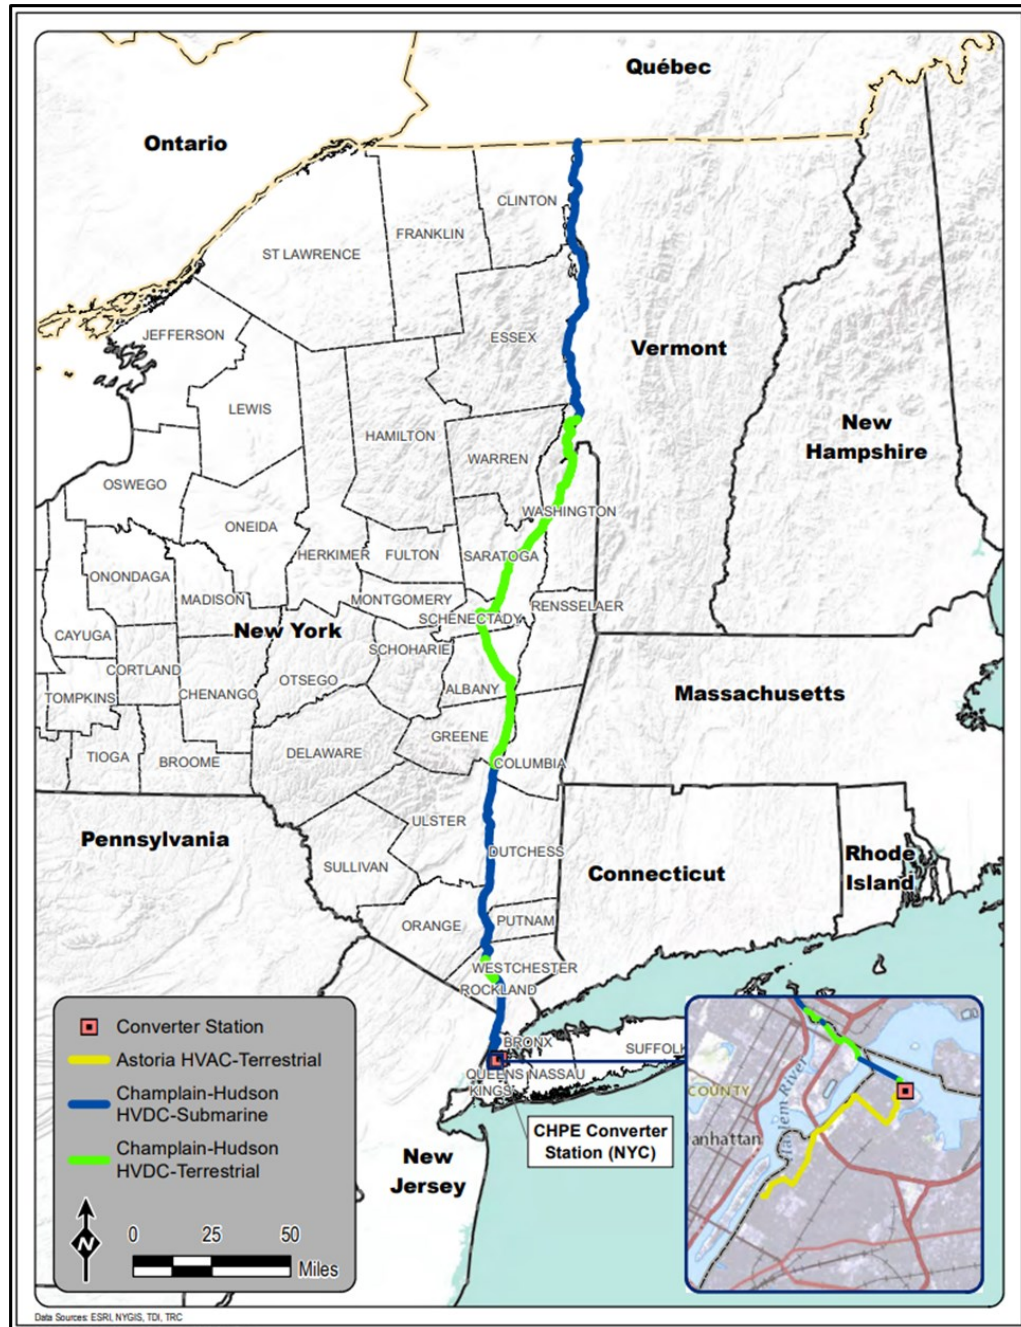 Québec
Ontario
CLINTON
FRANKLIN
ST LAWRENCE
JEFFERSON
ESSEX
Vermont
LEWIS
New
Hampshire
HAMILTON
WARREN
OSWEGO
WASHINGTON
ONEIDA
HERKIMER
FULTON
SARATOGA
ONONDAGA
MADISON
MONTGOMERY
RENSSELAER
SCHENECTADY
CAYUGA
New York
SCHOHARIE
CORTLAND
OTSEGO
ALBANY
Massachusetts
TOMPKINS
CHENANGO
GREENE
TIOGA
BROOME
DELAWARE
COLUMBIA
ULSTER
Pennsylvania
DUTCHESS
SULLIVAN
Connecticut
Rhode
Island
ORANGE
PUTNAM
WESTCHESTER
ROCKLAND
BRONX
SUFFOLK
QUEENS NASSAU
KINGS
CHPE Converter
Station (NYC)
New
Jersey
Converter Station
Astoria HVAC-Terrestrial
Champlain-Hudson
HVDC-Submarine
Champlain-Hudson
HVDC-Terrestrial
N
0 25 50
Miles
COUNTY
Harlem River
anhattan
Data Sources: ESRI, NYGIS, TDI, TRC